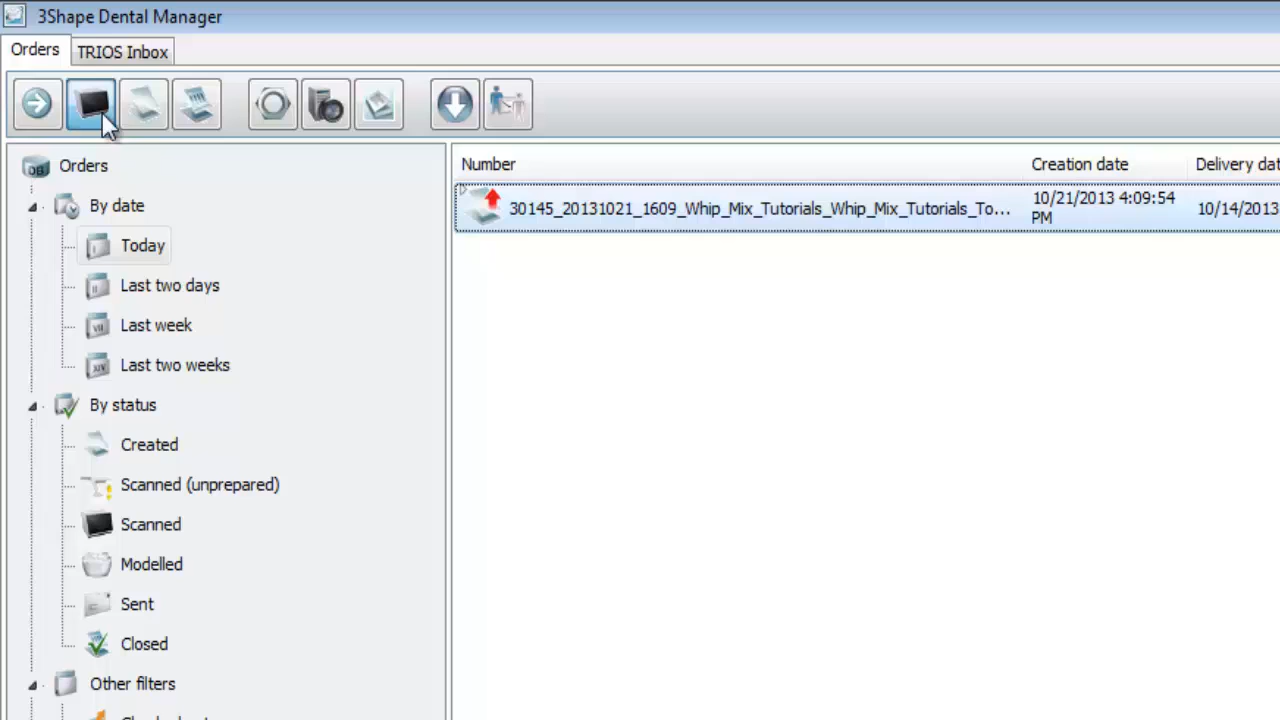 3Shape Dental Manager
Orders
TRIOS Inbox
Number
Creation date
Delivery dat
DB
Orders
30145_20131021_1609_Whip_Mix_Tutorials_Whip_Mix_Tutorials_To...
10/21/2013 4:09:54
PM
10/14/2013
By date
Today
Last two days
Last week
Last two weeks
By status
Created
Scanned (unprepared)
Scanned
Modelled
Sent
Closed
Other filters